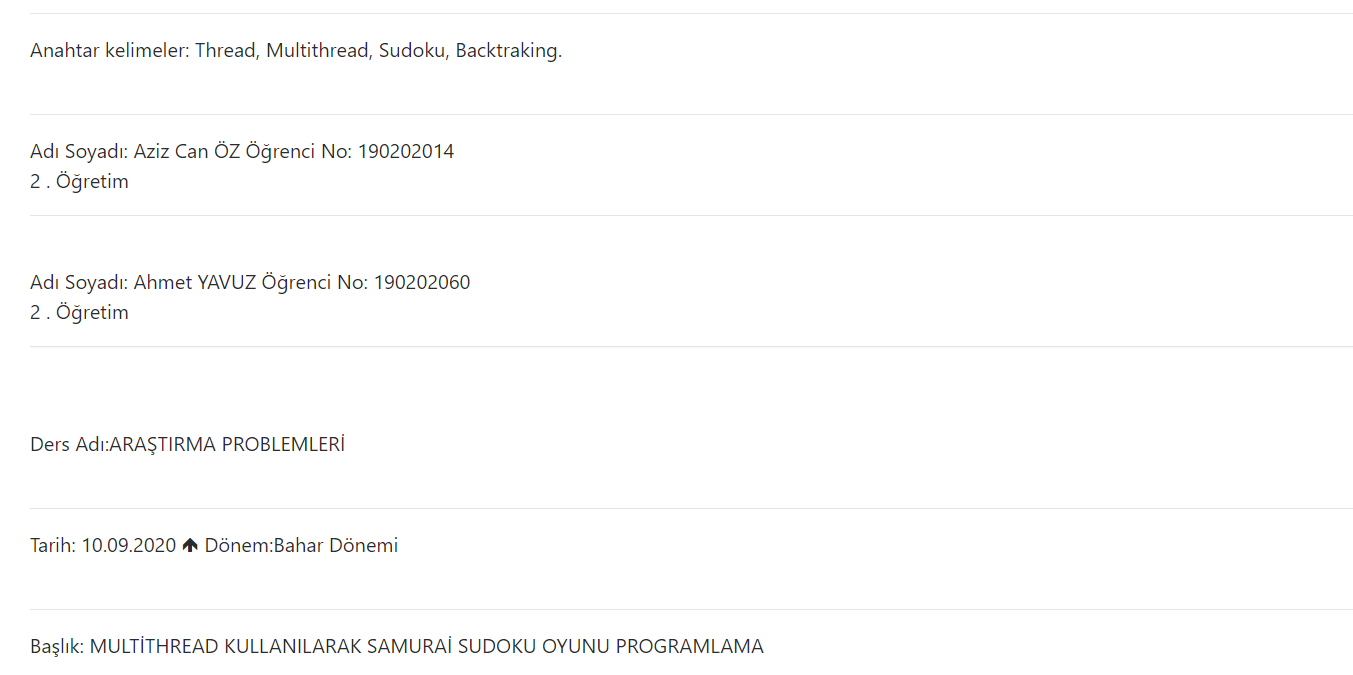 Anahtar kelimeler: Thread, Multithread, Sudoku, Backtraking.
Adı Soyadı: Aziz Can ÖZ Öğrenci No: 190202014
2 . Öğretim
Adı Soyadı: Ahmet YAVUZ Öğrenci No: 190202060
2 . Öğretim
Ders Adı:ARAŞTIRMA PROBLEMLERİ
Tarih: 10.09.2020 🡹 Dönem:Bahar Dönemi
Başlık: MULTİTHREAD KULLANILARAK SAMURAİ SUDOKU OYUNU PROGRAMLAMA